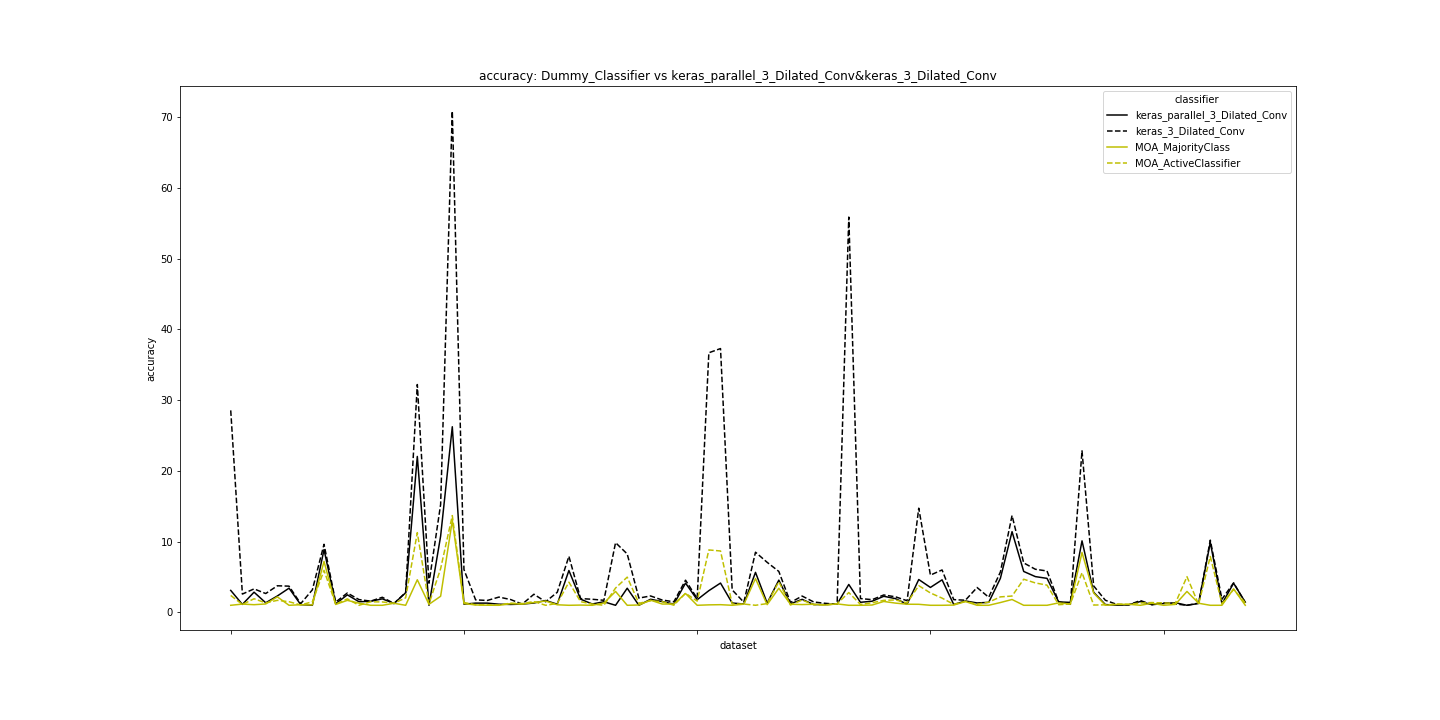 accuracy: Dummy_Classifier vs keras_parallel_3_Dilated_Conv&keras_3_Dilated_Conv
classifier
keras_parallel_3_Dilated_Conv
keras_3_Dilated_Conv
MOA_MajorityClass
MOA_ActiveClassifier
70
60
50
40
30
20
10
0
accuracy
dataset